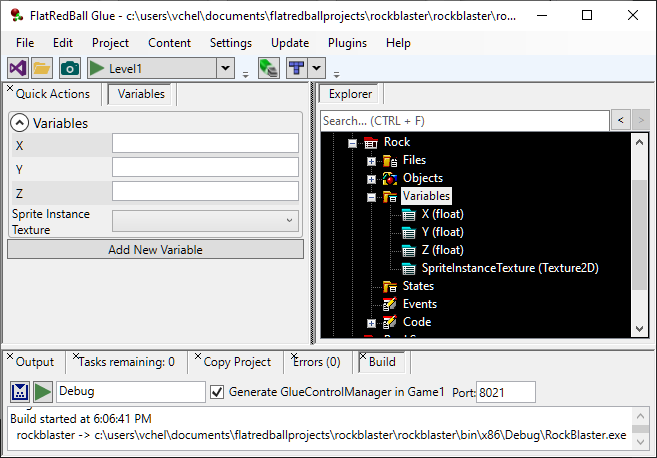 FlatRedBall Glue - c:\users\vchel\documents\flatredballprojects\rockblaster\rockblaster\ro...
File Edit Project Content Settings Update Plugins Help
Level1
Quick Actions Variables
Variables
X
Y
Z
Sprite Instance
Texture
Add New Variable
Explorer
Search... (CTRL + F) < >
Rock
Files
Objects
Variables
X (float)
Y (float)
Z (float)
SpriteInstanceTexture (Texture2D)
States
Events
Code
Output Tasks remaining: 0 Copy Project Errors (0) Build
Debug Generate GlueControlManager in Game1 Port: 8021
Build started at 6:06:41 PM
rockblaster -> c:\users\vchel\documents\flatredballprojects\rockblaster\rockblaster\bin\x86\Debug\RockBlaster.exe